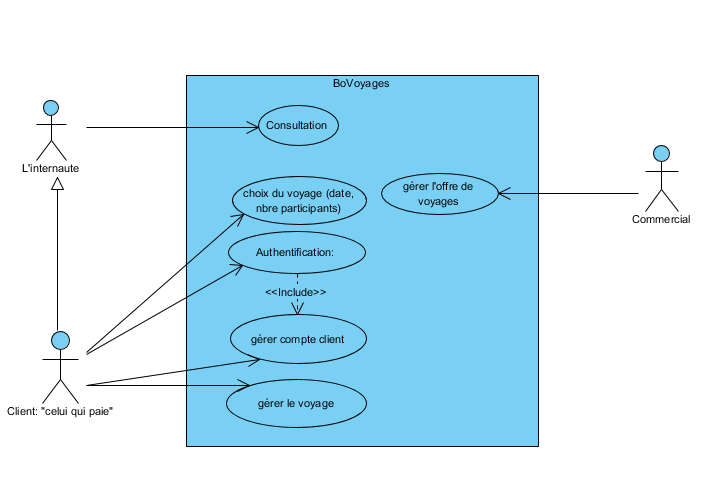 BoVoyages
Consultation
L'internaute
choix du voyage (date,
nbre participants)
gérer l'offre de
voyages
Commercial
Authentification:
<<Include>>
gérer compte client
gérer le voyage
Client: "celui qui paie"